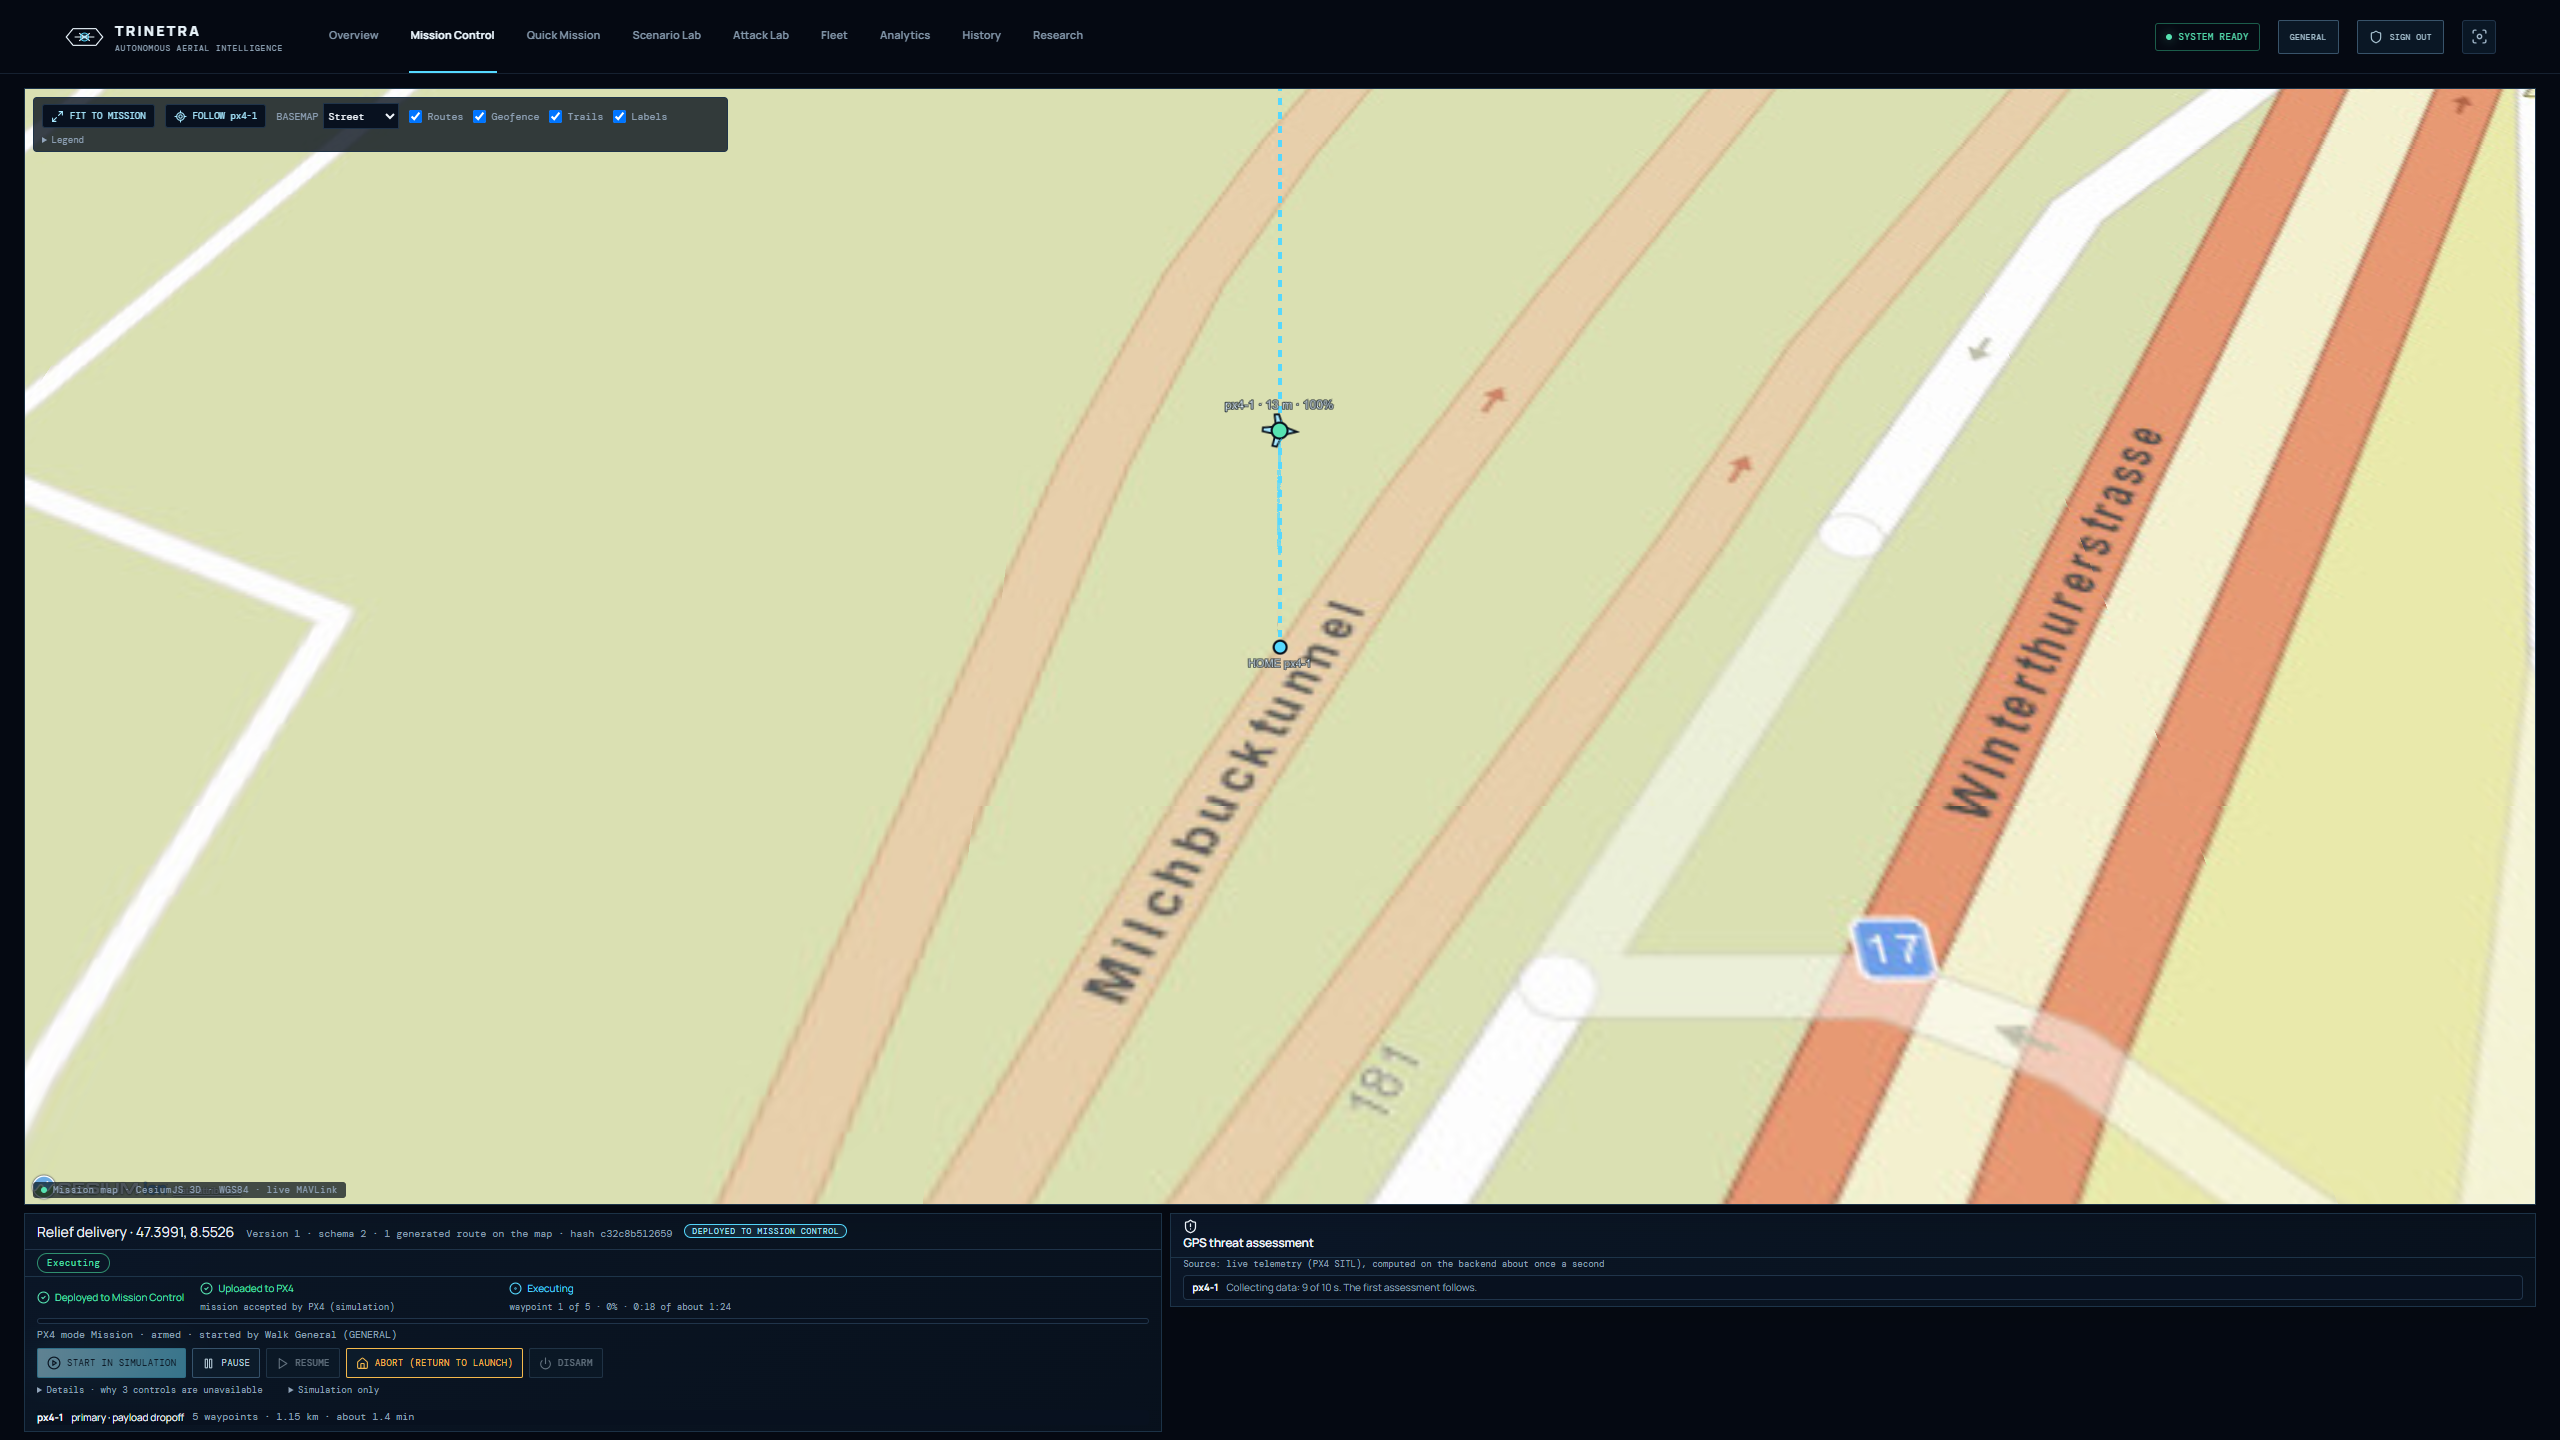 TRINETRA
AUTONOMOUS AERIAL INTELLIGENCE
Overview
Mission Control
Quick Mission
Scenario Lab
Attack Lab
Fleet
Analytics
History
Research
SYSTEM READY
GENERAL
SIGN OUT
FIT TO MISSION
FOLLOW px4-1
BASEMAP
Street
Routes
Geofence
Trails
Labels
Legend
px4-1 · 13 m · 100%
HOME px4-1
Milchbucktunnel
Winterthurerstrasse
17
181
Mission map · CesiumJS 3D · WGS84 · live MAVLink
Relief delivery · 47.3991, 8.5526
Version 1 · schema 2 · 1 generated route on the map · hash c32c8b512659
DEPLOYED TO MISSION CONTROL
Executing
Deployed to Mission Control
Uploaded to PX4
mission accepted by PX4 (simulation)
Executing
waypoint 1 of 5 · 0% · 0:18 of about 1:24
PX4 mode Mission · armed · started by Walk General (GENERAL)
START IN SIMULATION
PAUSE
RESUME
ABORT (RETURN TO LAUNCH)
DISARM
Details · why 3 controls are unavailable
Simulation only
px4-1 primary · payload dropoff 5 waypoints · 1.15 km · about 1.4 min
GPS threat assessment
Source: live telemetry (PX4 SITL), computed on the backend about once a second
px4-1 Collecting data: 9 of 10 s. The first assessment follows.